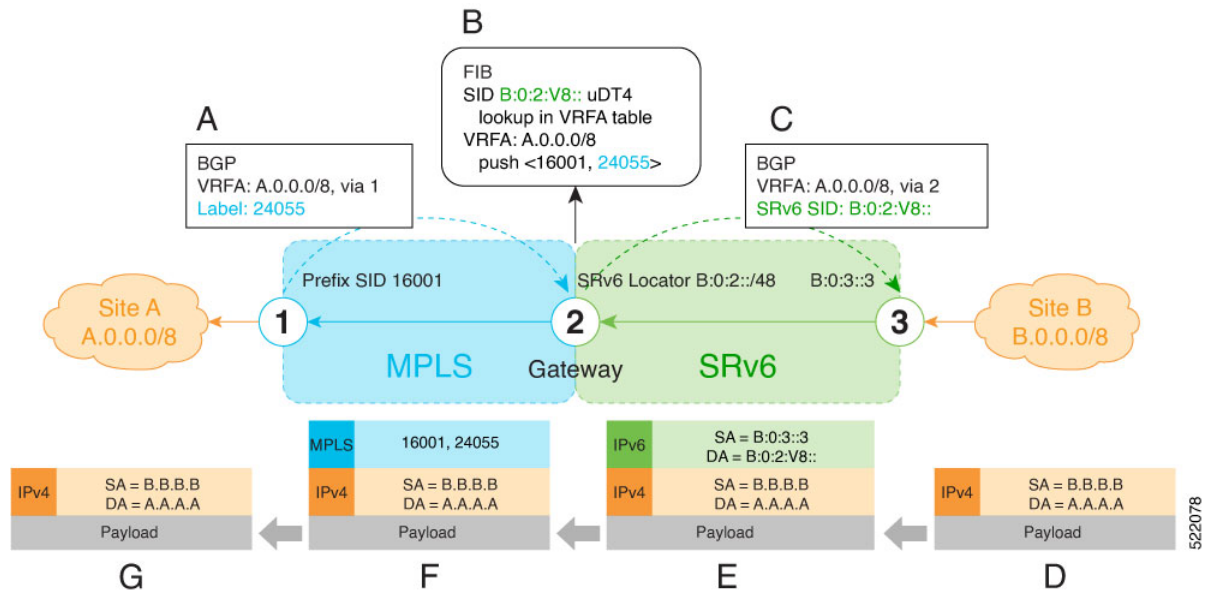 B
FIB
SID B:0:2:V8:: uDT4
lookup in VRFA table
VRFA: A.0.0.0/8
push <16001, 24055>
A
BGP
VRFA: A.0.0.0/8, via 1
Label: 24055
C
BGP
VRFA: A.0.0.0/8, via 2
SRv6 SID: B:0:2:V8::
Prefix SID 16001
SRv6 Locator B:0:2::/48
B:0:3::3
Site A
A.0.0.0/8
1
2
3
Site B
B.0.0.0/8
MPLS
Gateway
SRv6
IPv4
SA = B.B.B.B
DA = A.A.A.A
Payload
G
MPLS
16001, 24055
IPv4
SA = B.B.B.B
DA = A.A.A.A
Payload
F
IPv6
SA = B:0:3::3
DA = B:0:2:V8::
IPv4
SA = B.B.B.B
DA = A.A.A.A
Payload
E
IPv4
SA = B.B.B.B
DA = A.A.A.A
Payload
D
522078